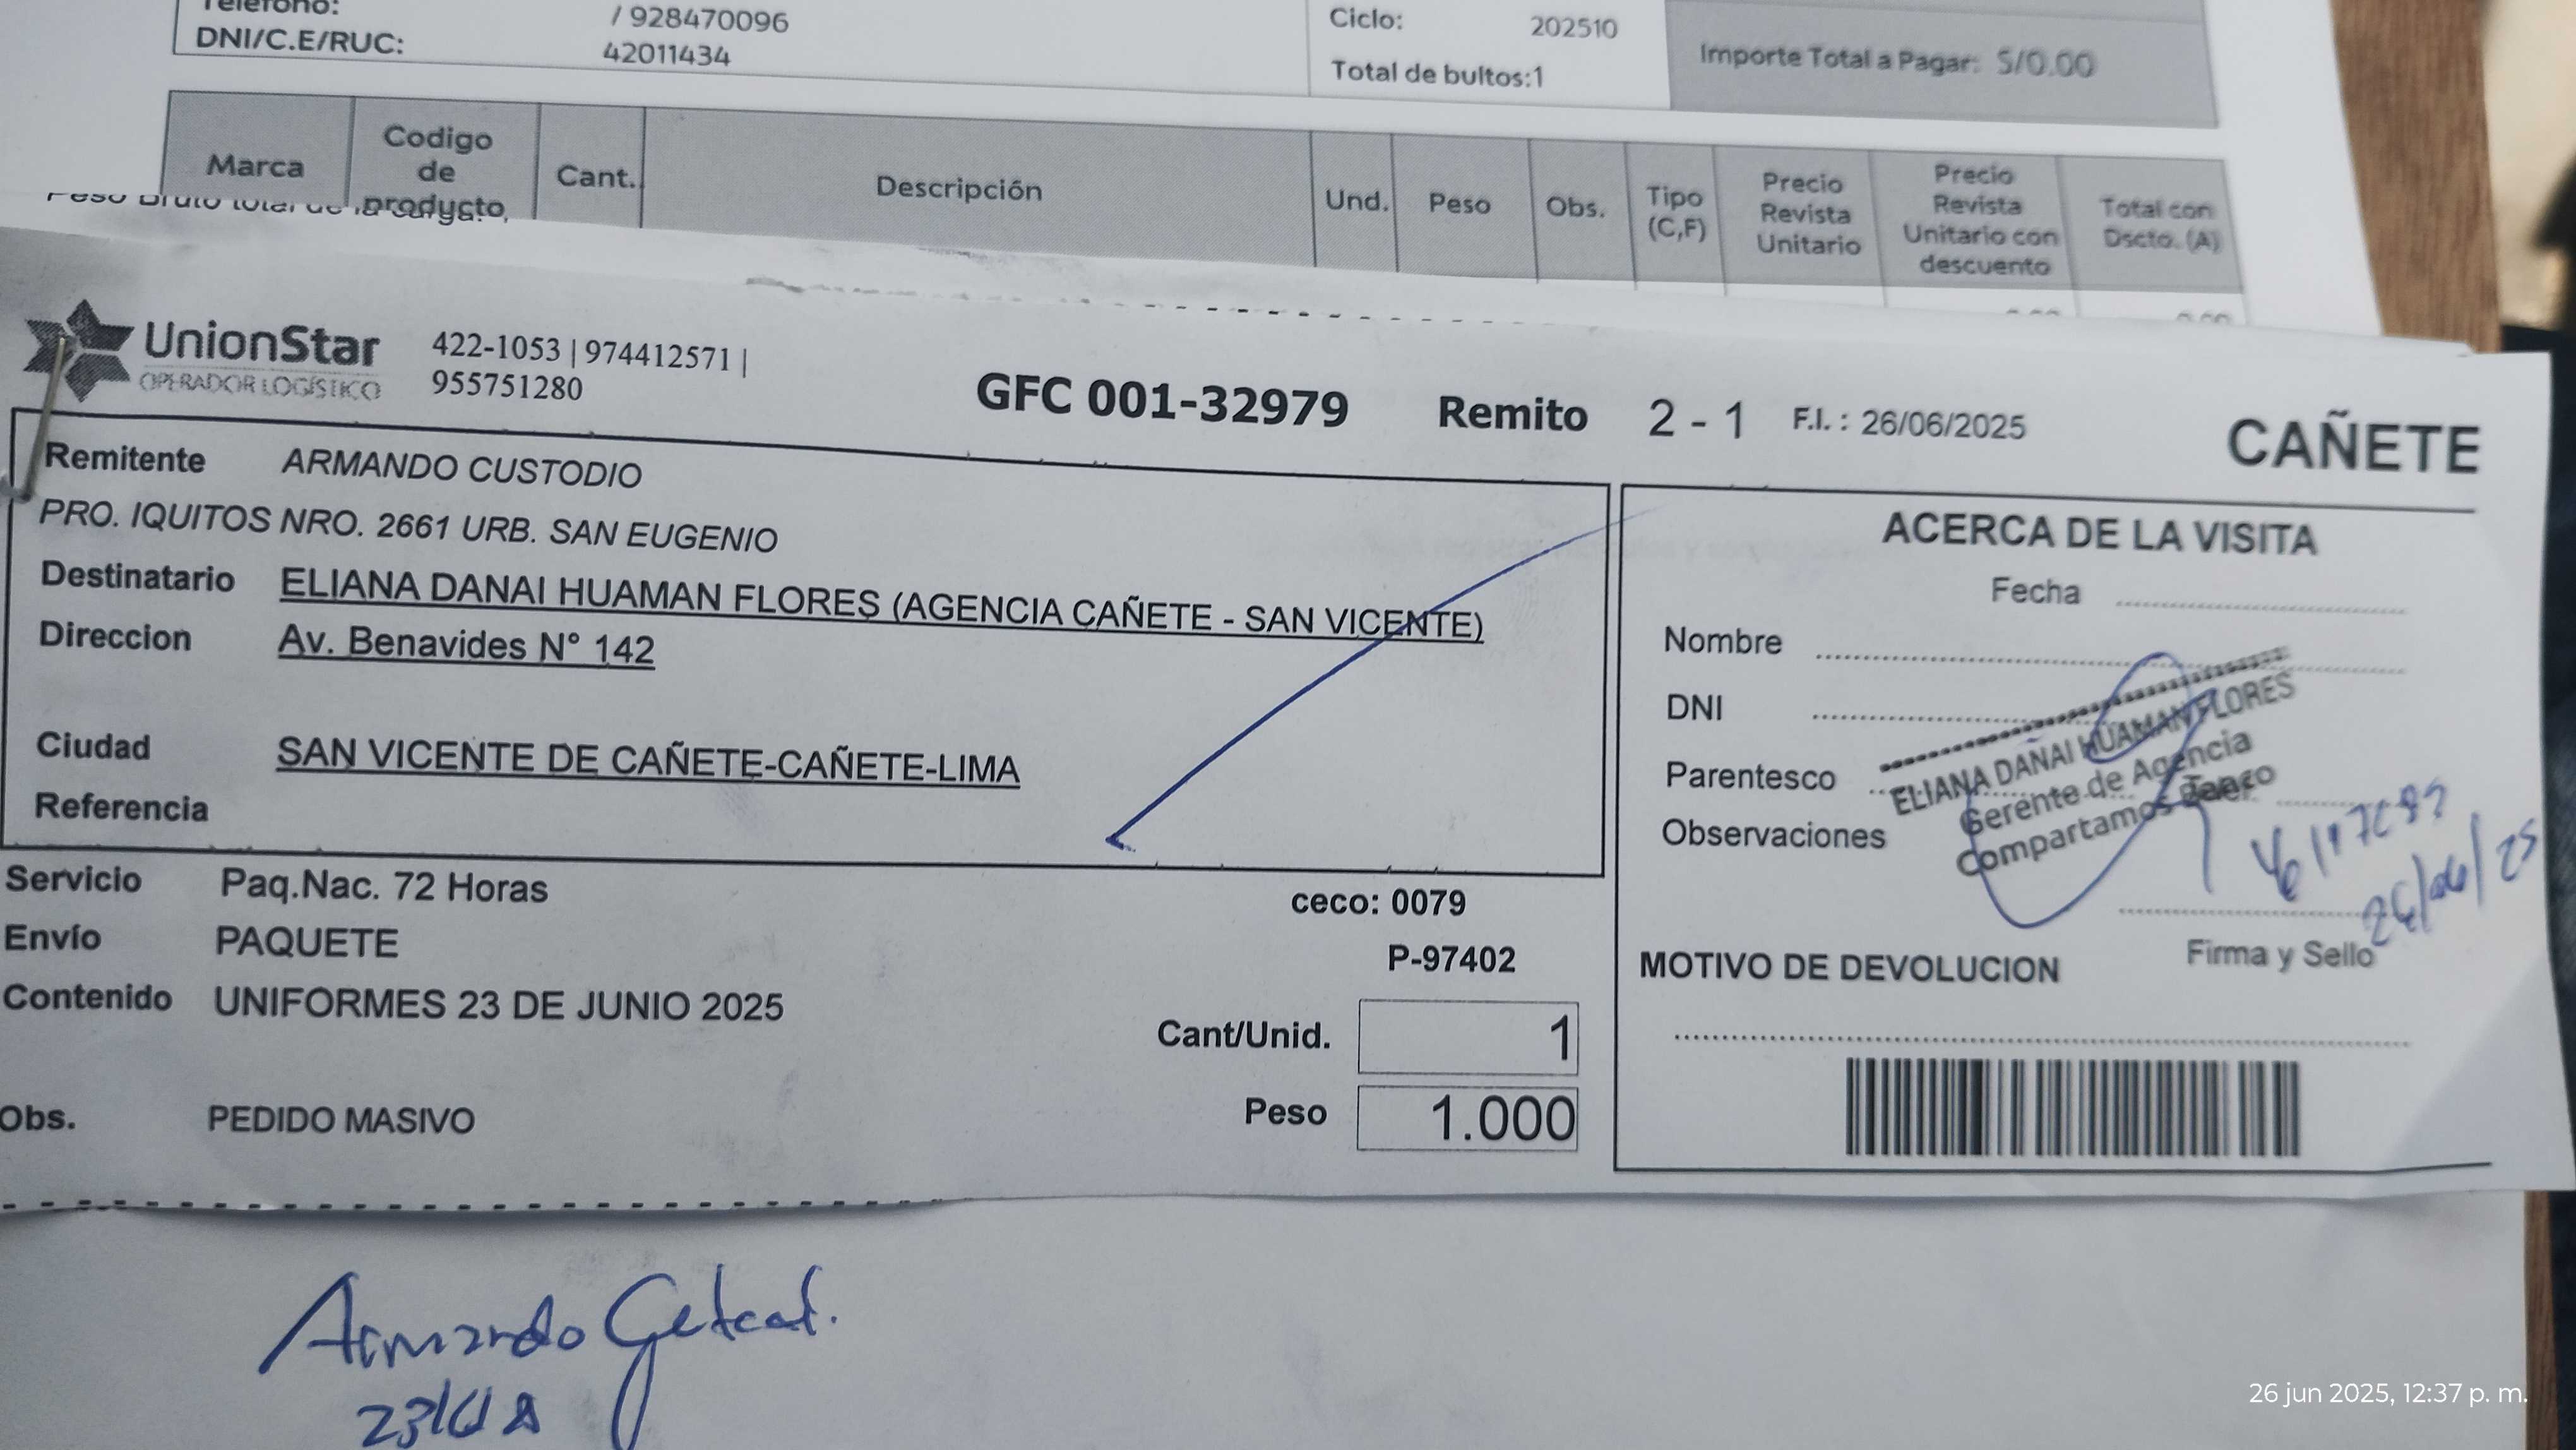 Teléfono: / 928470096
DNI/C.E/RUC: 42011434
Ciclo: 202510
Total de bultos:1
Importe Total a Pagar: S/0.00
Marca
Codigo de producto
Cant.
Descripción
Und.
Peso
Obs.
Tipo (C,F)
Precio Revista Unitario
Precio Revista Unitario con descuento
Total con Dscto. (A)
Peso Bruto total de la carga:
UnionStar
OPERADOR LOGÍSTICO
422-1053 | 974412571 |
955751280
GFC 001-32979 Remito 2 - 1 F.I. : 26/06/2025
CAÑETE
Remitente ARMANDO CUSTODIO
PRO. IQUITOS NRO. 2661 URB. SAN EUGENIO
Destinatario ELIANA DANAI HUAMAN FLORES (AGENCIA CAÑETE - SAN VICENTE)
Direccion Av. Benavides N° 142
Ciudad SAN VICENTE DE CAÑETE-CAÑETE-LIMA
Referencia
Servicio Paq.Nac. 72 Horas
Envío PAQUETE
Contenido UNIFORMES 23 DE JUNIO 2025
Obs. PEDIDO MASIVO
ceco: 0079
P-97402
Cant/Unid. 1
Peso 1.000
ACERCA DE LA VISITA
Fecha
Nombre
DNI
Parentesco
Observaciones
ELIANA DAÑAI HUAMAN FLORES
Gerente de Agencia
Compartamos Banco
26/06/25
Firma y Sello
MOTIVO DE DEVOLUCION
Armando
26 jun 2025, 12:37 p. m.